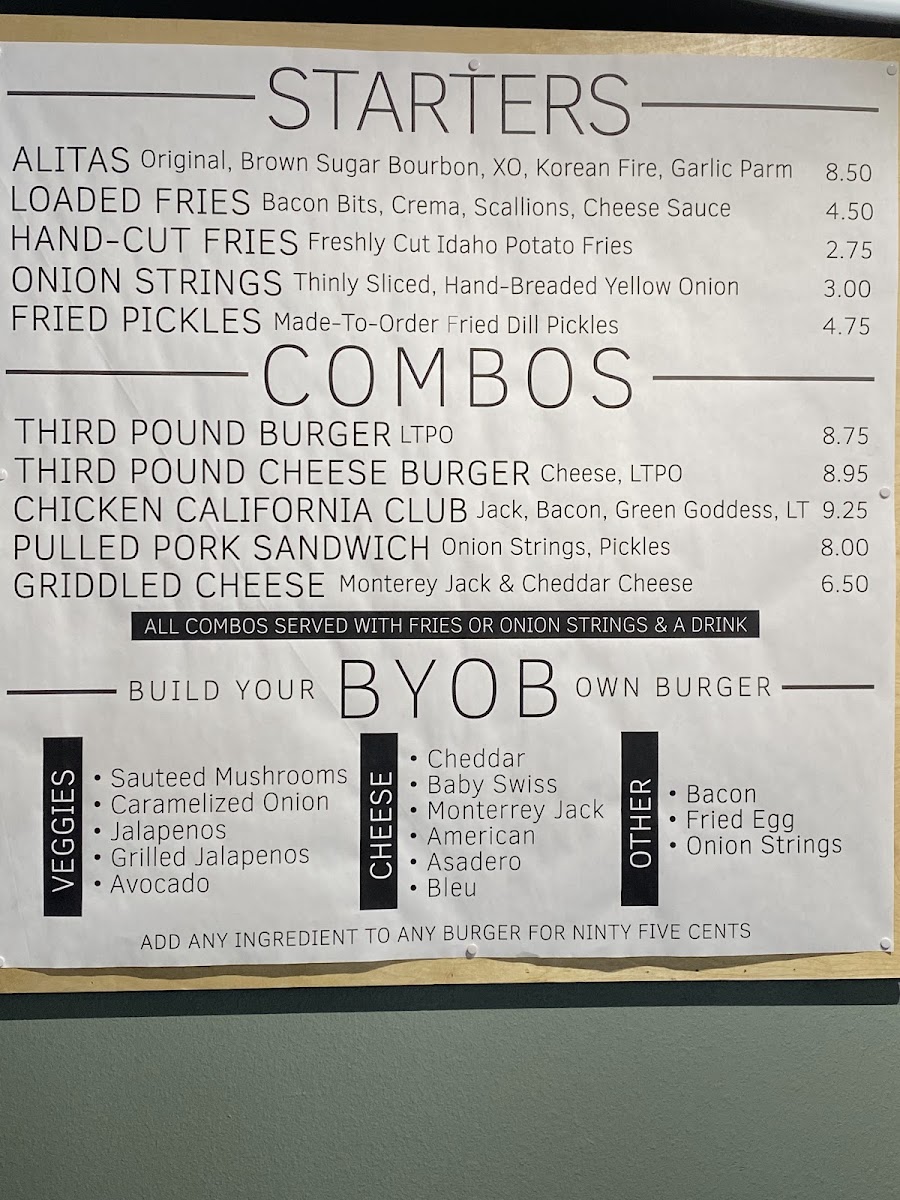 STARTERS
ALITAS Original, Brown Sugar Bourbon, XO, Korean Fire, Garlic Parm 8.50
LOADED FRIES Bacon Bits, Crema, Scallions, Cheese Sauce 4.50
HAND-CUT FRIES Freshly Cut Idaho Potato Fries 2.75
ONION STRINGS Thinly Sliced, Hand-Breaded Yellow Onion 3.00
FRIED PICKLES Made-To-Order Fried Dill Pickles 4.75
COMBOS
THIRD POUND BURGER LTPO 8.75
THIRD POUND CHEESE BURGER Cheese, LTPO 8.95
CHICKEN CALIFORNIA CLUB Jack, Bacon, Green Goddess, LT 9.25
PULLED PORK SANDWICH Onion Strings, Pickles 8.00
GRIDDLED CHEESE Monterey Jack & Cheddar Cheese 6.50
ALL COMBOS SERVED WITH FRIES OR ONION STRINGS & A DRINK
BUILD YOUR BYOB OWN BURGER
VEGGIES
• Sauteed Mushrooms
• Caramelized Onion
• Jalapenos
• Grilled Jalapenos
• Avocado
CHEESE
• Cheddar
• Baby Swiss
• Monterrey Jack
• American
• Asadero
• Bleu
OTHER
• Bacon
• Fried Egg
• Onion Strings
ADD ANY INGREDIENT TO ANY BURGER FOR NINTY FIVE CENTS